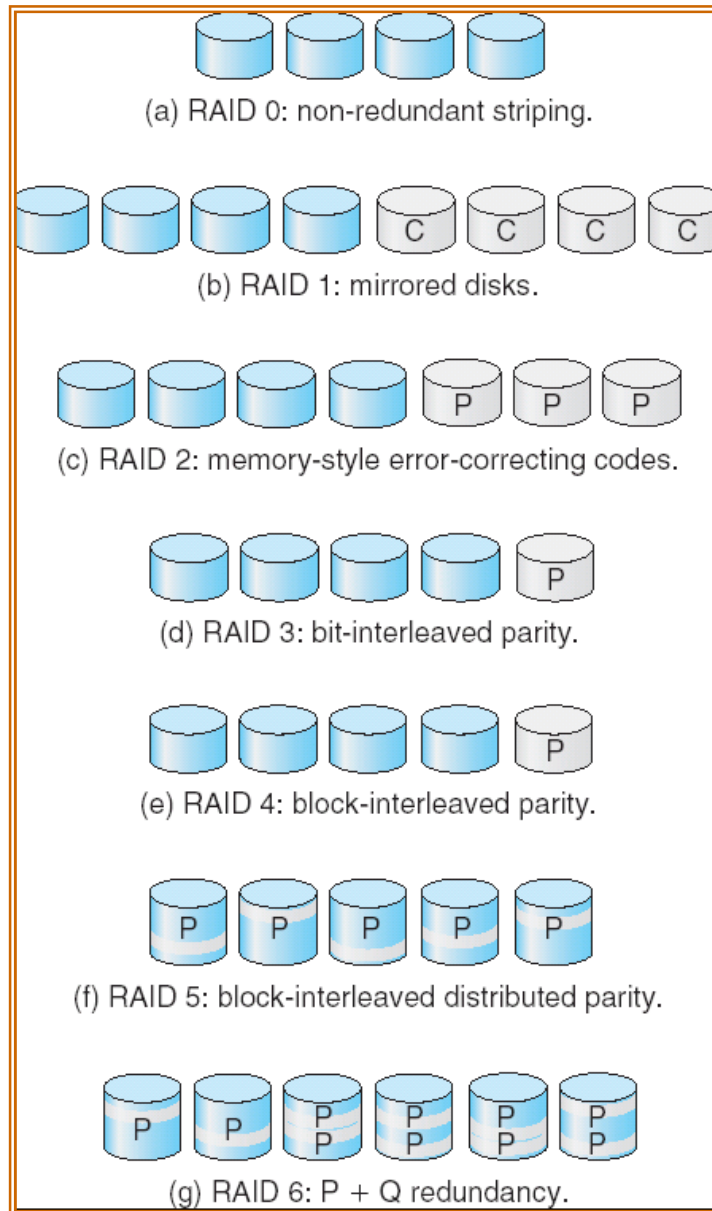 (a) RAID 0: non-redundant striping.
C C C C
(b) RAID 1: mirrored disks.
P P P
(c) RAID 2: memory-style error-correcting codes.
P
(d) RAID 3: bit-interleaved parity.
P
(e) RAID 4: block-interleaved parity.
P P P P P
(f) RAID 5: block-interleaved distributed parity.
P P P P P P
P P P P
(g) RAID 6: P + Q redundancy.